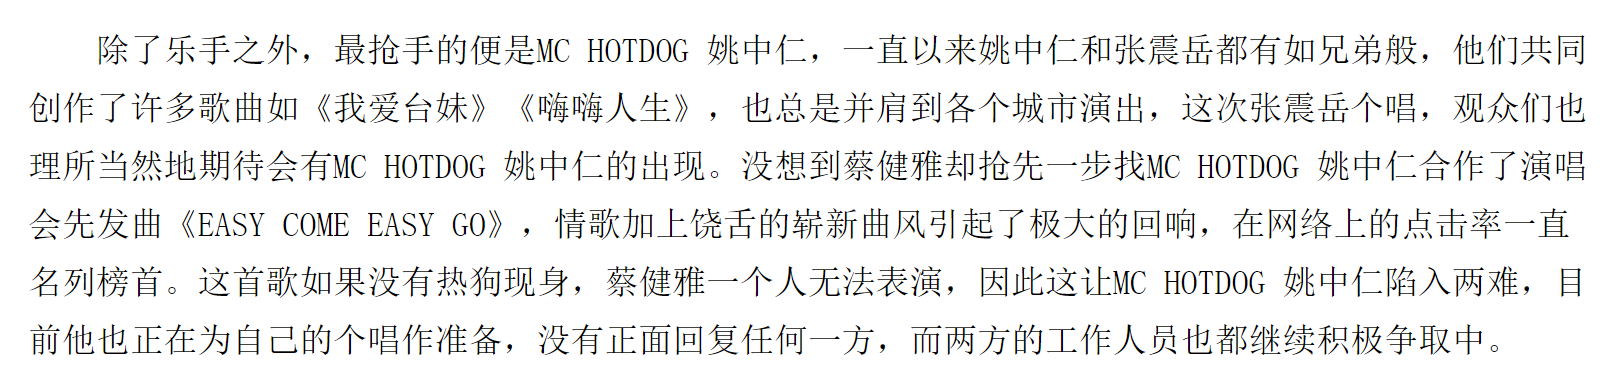 除了乐手之外，最抢手的便是MC HOTDOG 姚中仁，一直以来姚中仁和张震岳都有如兄弟般，他们共同
创作了许多歌曲如《我爱台妹》《嗨嗨人生》，也总是并肩到各个城市演出，这次张震岳个唱，观众们也
理所当然地期待会有MC HOTDOG 姚中仁的出现。没想到蔡健雅却抢先一步找MC HOTDOG 姚中仁合作了演唱
会先发曲《EASY COME EASY GO》，情歌加上饶舌的崭新曲风引起了极大的回响，在网络上的点击率一直
名列榜首。这首歌如果没有热狗现身，蔡健雅一个人无法表演，因此这让MC HOTDOG 姚中仁陷入两难，目
前他也正在为自己的个唱作准备，没有正面回复任何一方，而两方的工作人员也都继续积极争取中。